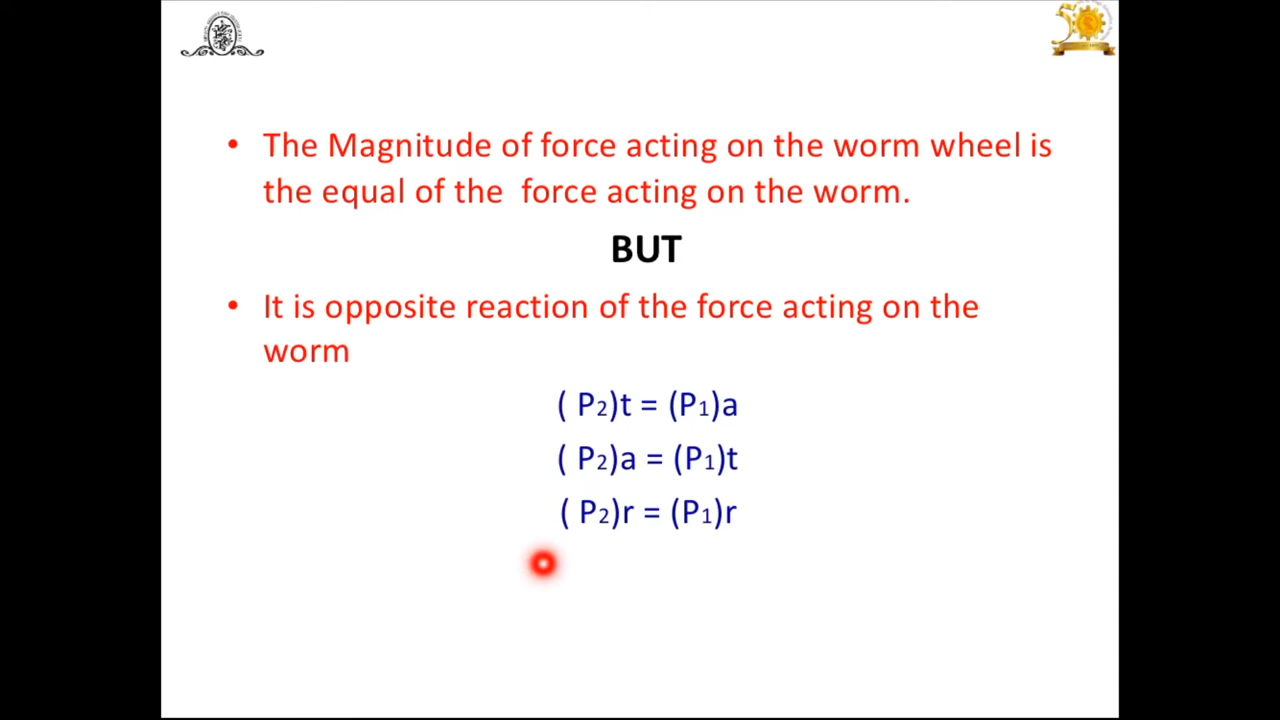 • The Magnitude of force acting on the worm wheel is
the equal of the  force acting on the worm.
BUT
• It is opposite reaction of the force acting on the
worm
( P₂)t = (P₁)a
( P₂)a = (P₁)t
( P₂)r = (P₁)r